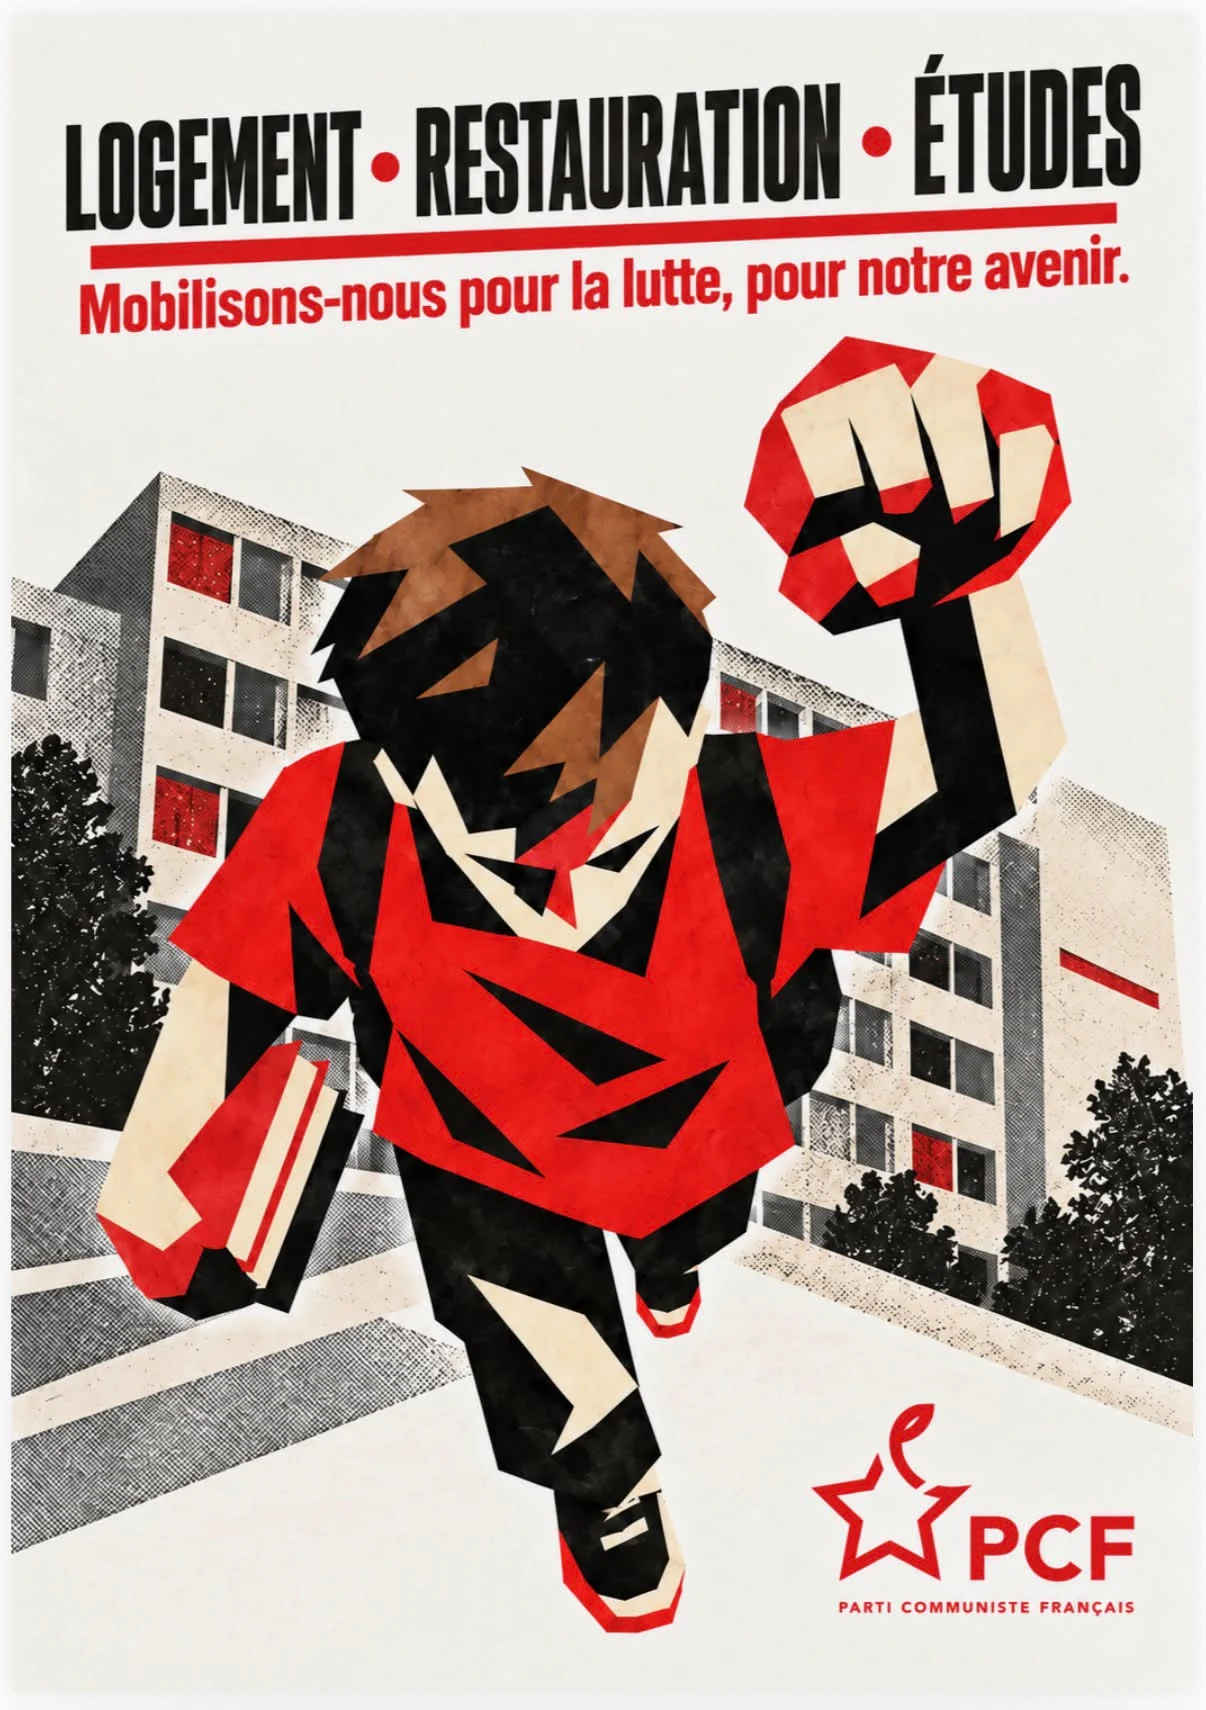 LOGEMENT • RESTAURATION • ÉTUDES
Mobilisons-nous pour la lutte, pour notre avenir.
PCF
PARTI COMMUNISTE FRANÇAIS